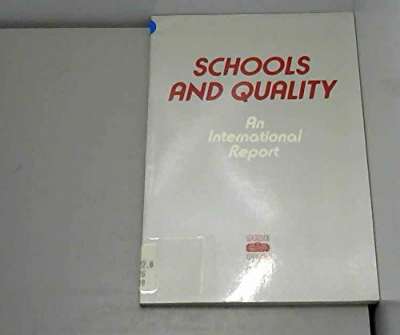 SCHOOLS
AND QUALITY
An
International
Report